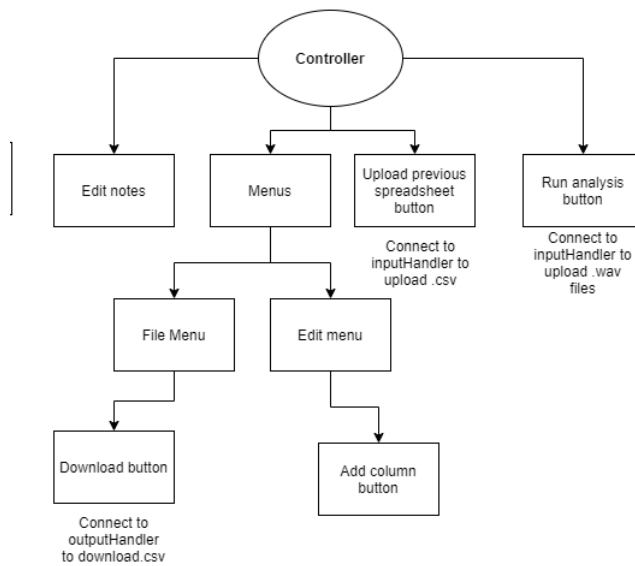 Controller
Edit notes
Menus
Upload previous
spreadsheet
button
Run analysis
button
Connect to
inputHandler to
upload .csv
Connect to
inputHandler to
upload .wav
files
File Menu
Edit menu
Download button
Add column
button
Connect to
outputHandler
to download.csv